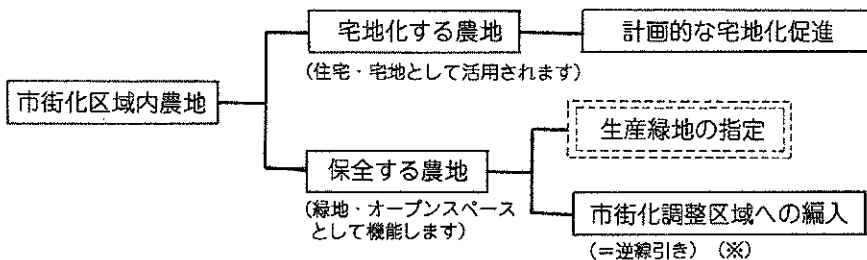 宅地化する農地
計画的な宅地化促進
(住宅・宅地として活用されます)
市街化区域内農地
生産緑地の指定
保全する農地
(緑地・オープンスペース
として機能します)
市街化調整区域への編入
(=逆線引き) (※)